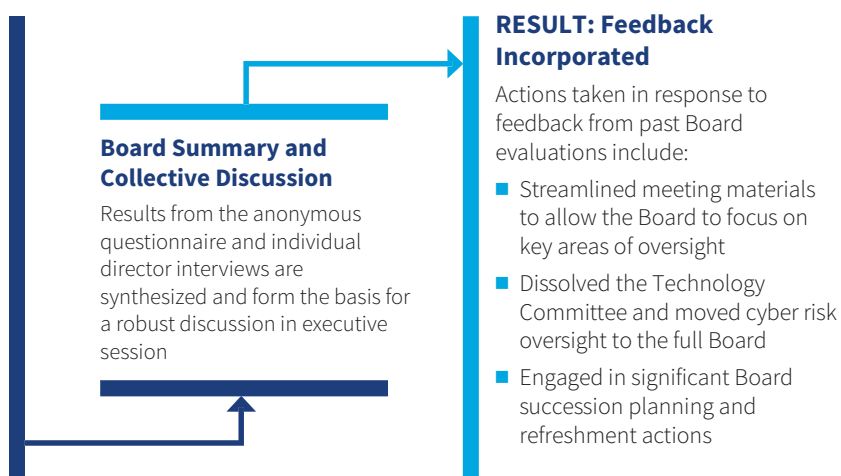 Board Summary and
Collective Discussion
Results from the anonymous
questionnaire and individual
director interviews are
synthesized and form the basis for
a robust discussion in executive
session
RESULT: Feedback
Incorporated
Actions taken in response to
feedback from past Board
evaluations include:
■ Streamlined meeting materials
to allow the Board to focus on
key areas of oversight
■ Dissolved the Technology
Committee and moved cyber risk
oversight to the full Board
■ Engaged in significant Board
succession planning and
refreshment actions